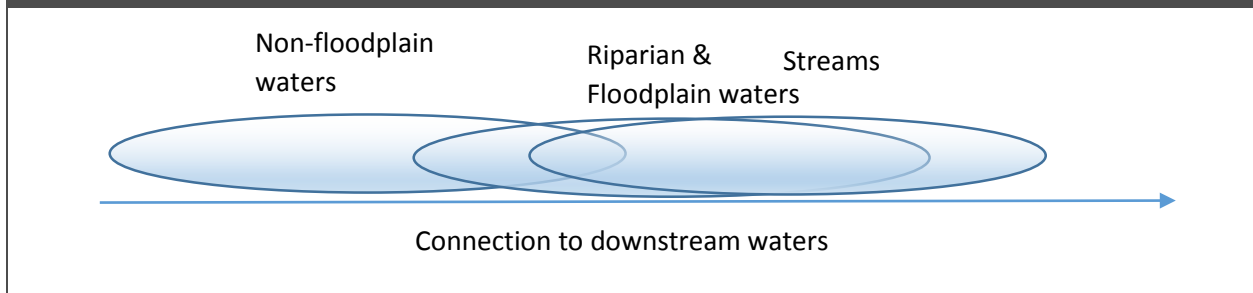 Non-floodplain
waters
Riparian &
Floodplain waters
Streams
Connection to downstream waters